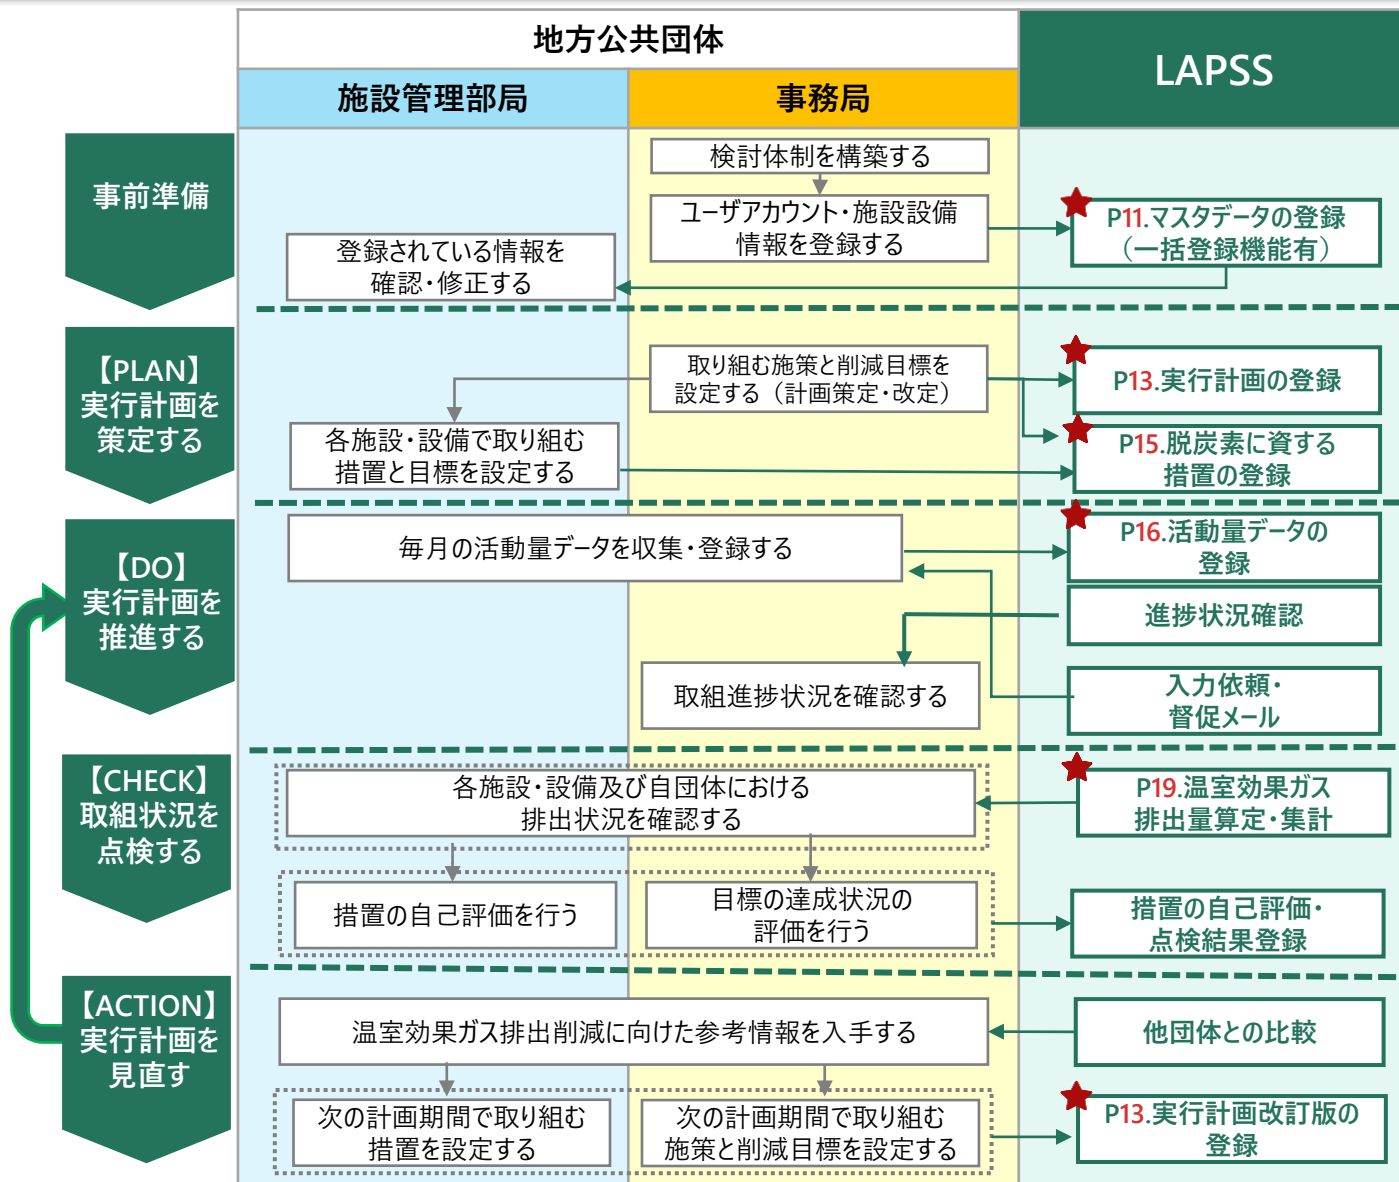 地方公共団体
LAPSS
施設管理部局
事務局
事前準備
検討体制を構築する
ユーザアカウント・施設設備
情報を登録する
P11.マスタデータの登録
（一括登録機能有）
登録されている情報を
確認・修正する
【PLAN】
実行計画を
策定する
取り組む施策と削減目標を
設定する（計画策定・改定）
P13.実行計画の登録
各施設・設備で取り組む
措置と目標を設定する
P15.脱炭素に資する
措置の登録
【DO】
実行計画を
推進する
毎月の活動量データを収集・登録する
P16.活動量データの
登録
進捗状況確認
取組進捗状況を確認する
入力依頼・
督促メール
【CHECK】
取組状況を
点検する
各施設・設備及び自団体における
排出状況を確認する
P19.温室効果ガス
排出量算定・集計
措置の自己評価を行う
目標の達成状況の
評価を行う
措置の自己評価・
点検結果登録
【ACTION】
実行計画を
見直す
温室効果ガス排出削減に向けた参考情報を入手する
他団体との比較
次の計画期間で取り組む
措置を設定する
次の計画期間で取り組む
施策と削減目標を設定する
P13.実行計画改訂版の
登録